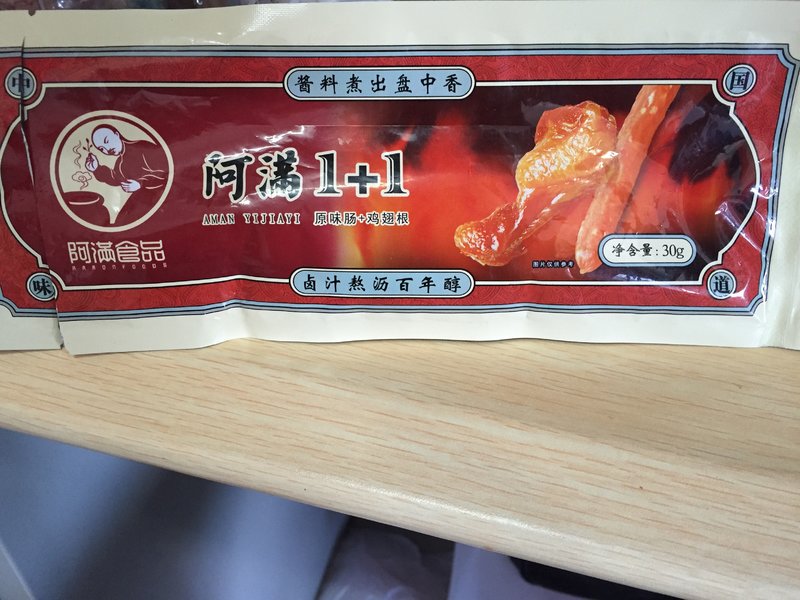 酱料煮出盘中香
中
国
阿满1+1
AMAN YIJIAYI 原味肠+鸡翅根
阿满食品
AMANFOODS
净含量:30g
图片仅供参考
味
卤汁熬沥百年醇
道